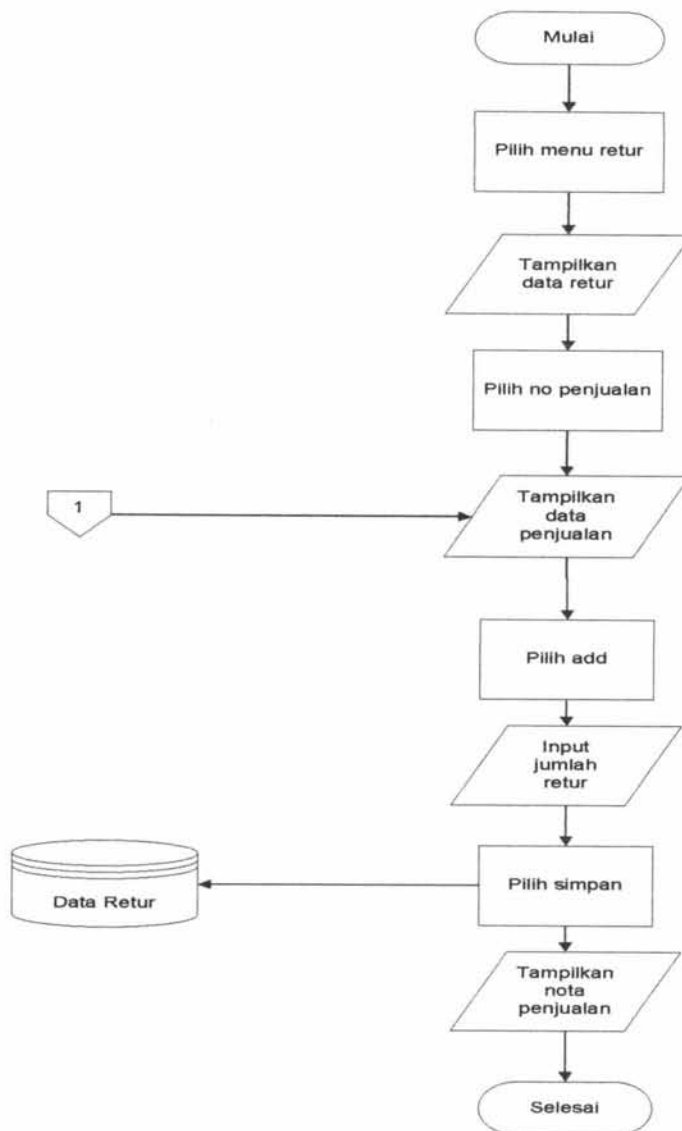 Mulai
Pilih menu retur
Tampilkan
data retur
Pilih no penjualan
1
Tampilkan
data
penjualan
Pilih add
Input
jumlah
retur
Data Retur
Pilih simpan
Tampilkan
nota
penjualan
Selesai